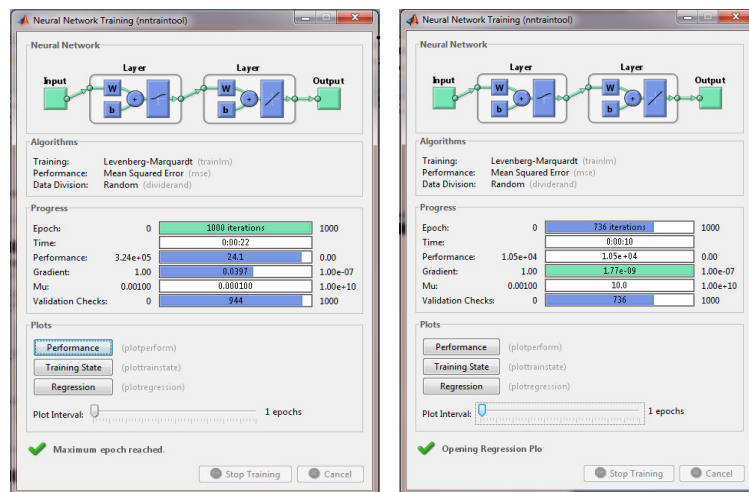 Neural Network Training (nntraintool)
Neural Network
Layer
Layer
Input
Output
W
b
+
W
b
+
Algorithms
Training: Levenberg-Marquardt (trainlm)
Performance: Mean Squared Error (mse)
Data Division: Random (dividerand)
Progress
Epoch: 0 1000 iterations 1000
Time: 0:00:22
Performance: 3.24e+05 24.1 0.00
Gradient: 1.00 0.0397 1.00e-07
Mu: 0.00100 0.000100 1.00e+10
Validation Checks: 0 944 1000
Plots
Performance (plotperform)
Training State (plottrainstate)
Regression (plotregression)
Plot Interval: 1 epochs
Maximum epoch reached.
Stop Training Cancel
Neural Network Training (nntraintool)
Neural Network
Layer
Layer
Input
Output
W
b
+
W
b
+
Algorithms
Training: Levenberg-Marquardt (trainlm)
Performance: Mean Squared Error (mse)
Data Division: Random (dividerand)
Progress
Epoch: 0 736 iterations 1000
Time: 0:00:10
Performance: 1.05e+04 1.05e+04 0.00
Gradient: 1.00 1.77e-09 1.00e-07
Mu: 0.00100 10.0 1.00e+10
Validation Checks: 0 736 1000
Plots
Performance (plotperform)
Training State (plottrainstate)
Regression (plotregression)
Plot Interval: 1 epochs
Opening Regression Plo
Stop Training Cancel